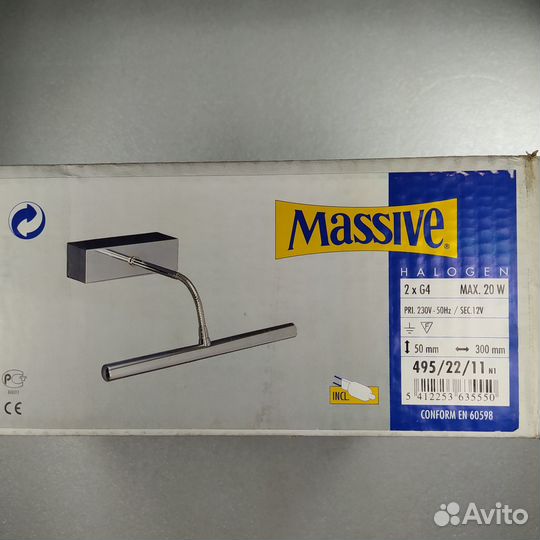 MASSIVE®
HALOGEN
2 x G4 MAX. 20 W
PRI. 230V - 50Hz / SEC.12V
50 mm 300 mm
495/22/11 N1
5 412253 635550
CONFORM EN 60598
INCL.
CE
Avito